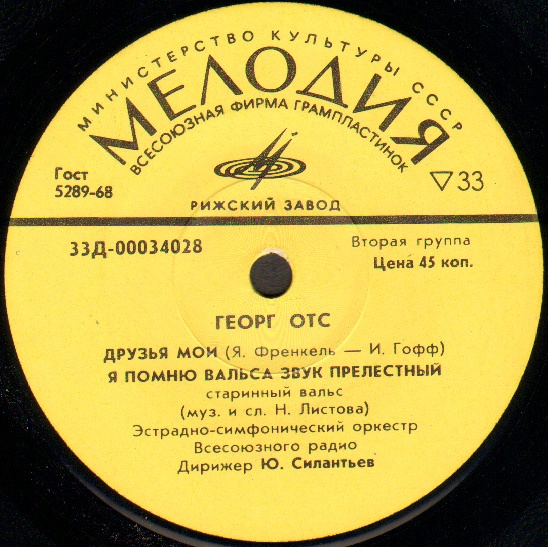 МИНИСТЕРСТВО КУЛЬТУРЫ СССР
МЕЛОДИЯ
ВСЕСОЮЗНАЯ ФИРМА ГРАМПЛАСТИНОК
Гост
5289-68
▽33
РИЖСКИЙ ЗАВОД
33Д-00034028
Вторая группа
Цена 45 коп.
ГЕОРГ ОТС
ДРУЗЬЯ МОИ (Я. Френкель — И. Гофф)
Я ПОМНЮ ВАЛЬСА ЗВУК ПРЕЛЕСТНЫЙ
старинный вальс
(муз. и сл. Н. Листова)
Эстрадно-симфонический оркестр
Всесоюзного радио
Дирижер Ю. Силантьев